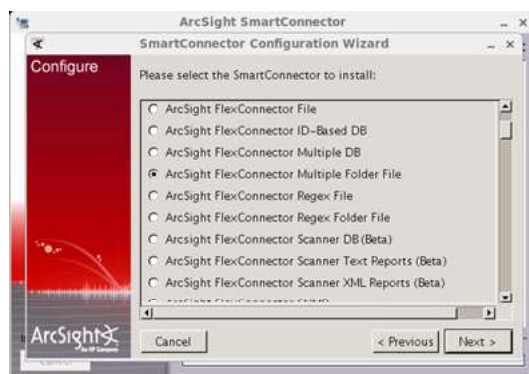 ArcSight SmartConnector
SmartConnector Configuration Wizard
Configure
Please select the SmartConnector to install:
ArcSight FlexConnector File
ArcSight FlexConnector ID-Based DB
ArcSight FlexConnector Multiple DB
ArcSight FlexConnector Multiple Folder File
ArcSight FlexConnector Regex File
ArcSight FlexConnector Regex Folder File
Arcsight FlexConnector Scanner DB (Beta)
ArcSight FlexConnector Scanner Text Reports (Beta)
ArcSight FlexConnector Scanner XML Reports (Beta)
ArcSight
An HP Company
Cancel
< Previous
Next >